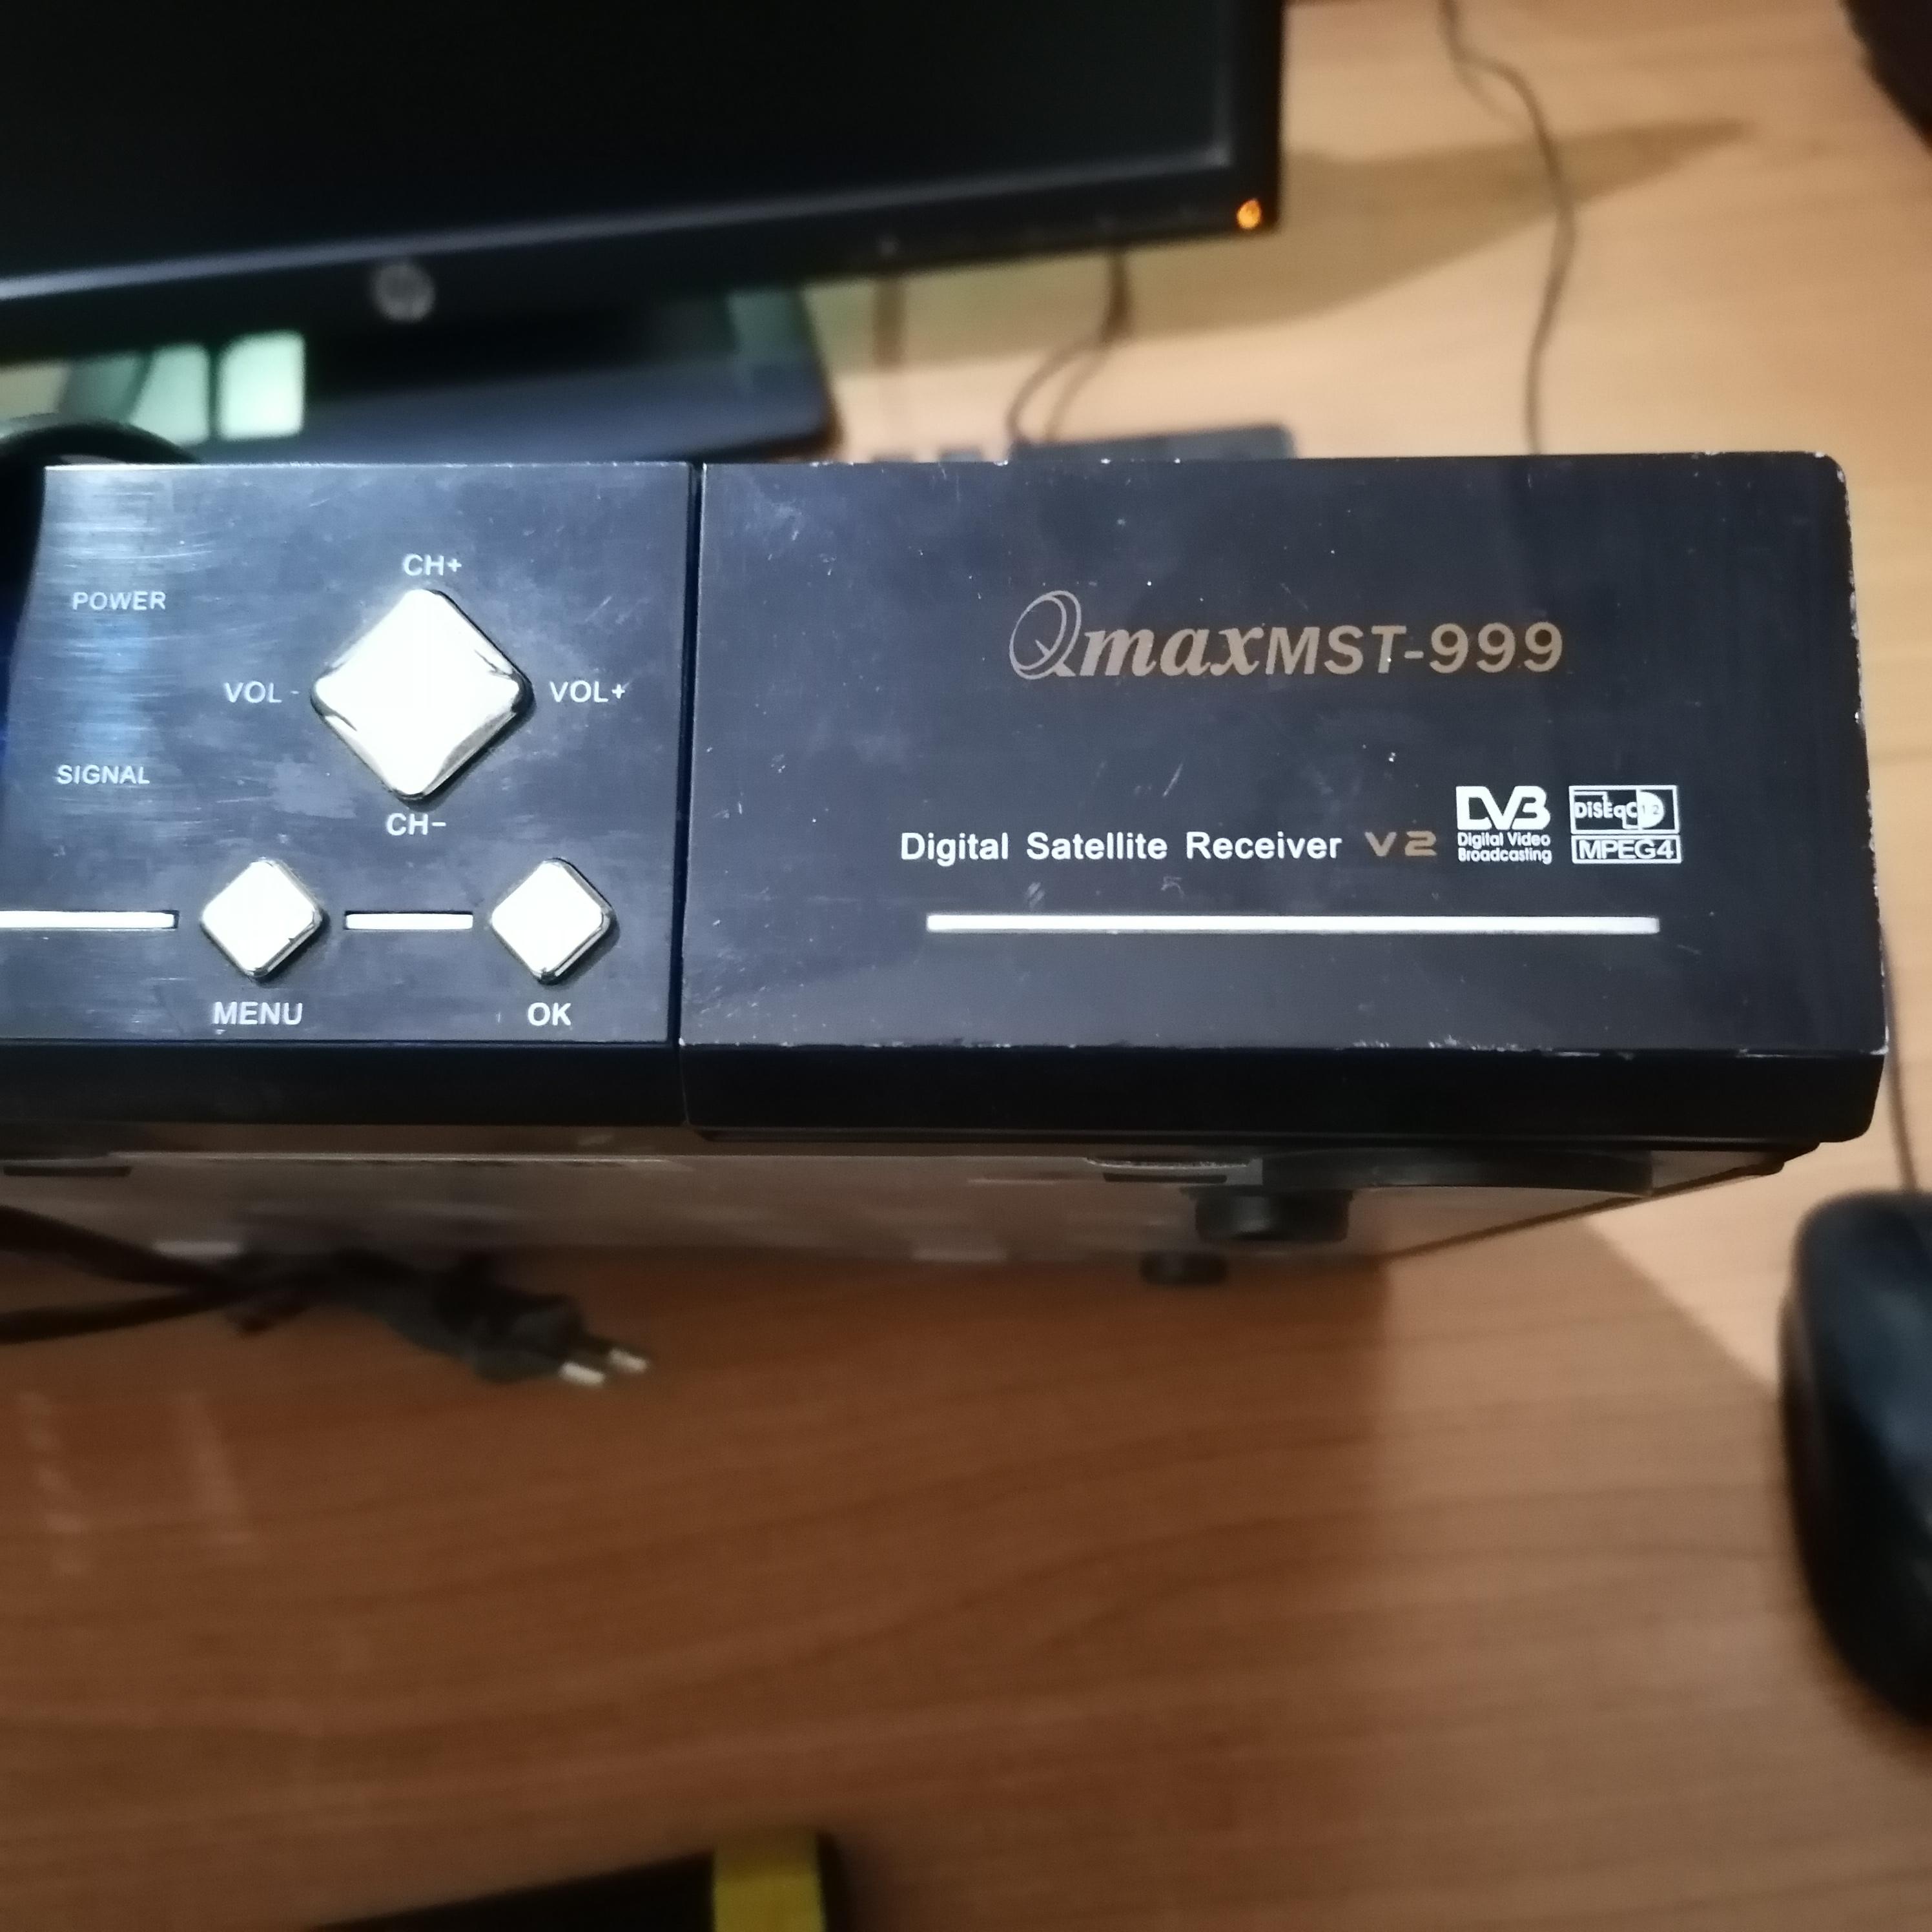 hp
CH+
POWER
VOL -
VOL+
SIGNAL
CH-
MENU
OK
QmaxMST-999
Digital Satellite Receiver V2
DVB
Digital Video
Broadcasting
DiSEqC 1.2
MPEG4